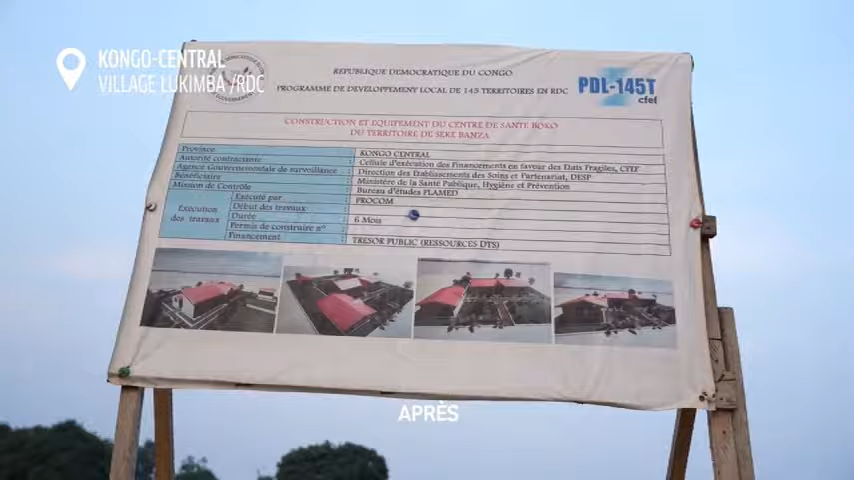 KONGO-CENTRAL
VILLAGE LUKIMBA /RDC
REPUBLIQUE DEMOCRATIQUE DU CONGO
PROGRAMME DE DEVELOPPEMENT LOCAL DE 145 TERRITOIRES EN RDC
PDL-145T
cfef
CONSTRUCTION ET EQUIPEMENT DU CENTRE DE SANTE BOKO
DU TERRITOIRE DE SEKE BANZA
Province : KONGO CENTRAL
Autorité contractante : Cellule d'exécution des Financements en faveur des Etats Fragiles, CFEF
Agence Gouvernementale de surveillance : Direction des Etablissements des Soins et Partenariat, DESP
Bénéficiaire : Ministère de la Santé Publique, Hygiène et Prévention
Mission de Contrôle : Bureau d'études FLAMED
Exécution des travaux
Exécuté par : PROCOM
Début des travaux :
Durée : 6 Mois
Permis de construire n° :
Financement : TRESOR PUBLIC (RESSOURCES DTS)
APRÈS